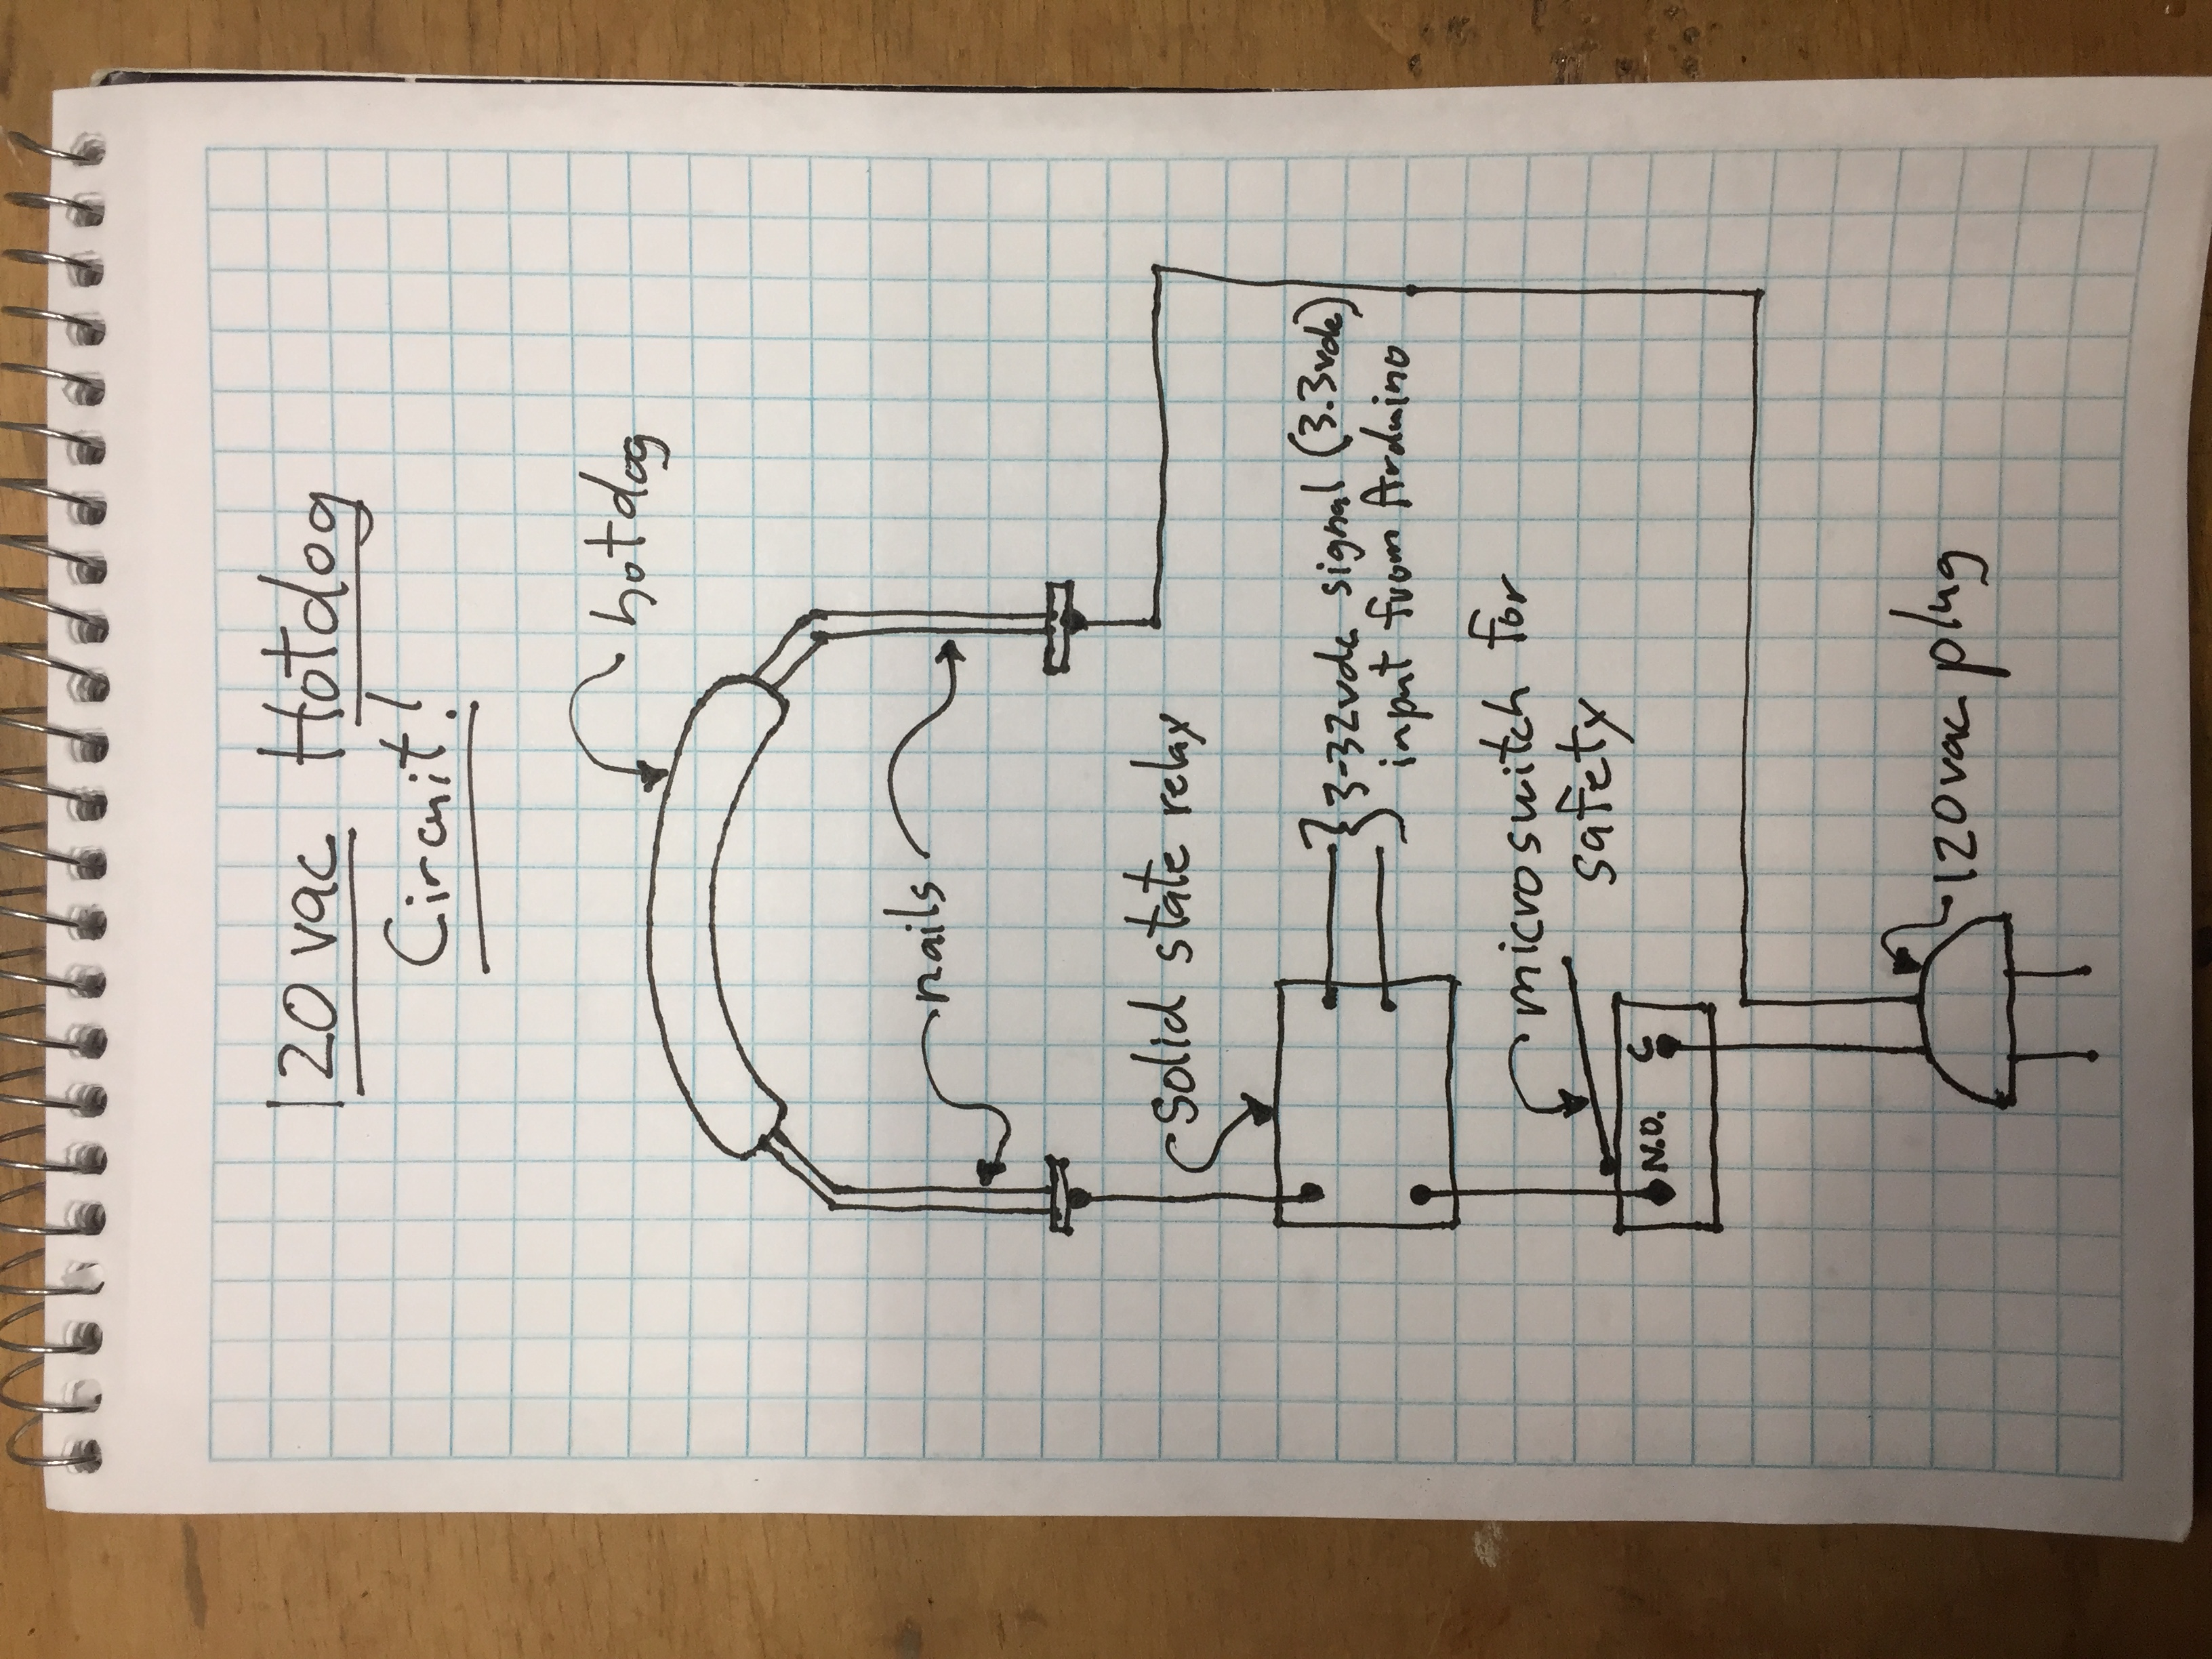 120 vac Hotdog
Circuit!
hotdog
nails
solid state relay
3-32vdc signal (3.3vdc)
input from Arduino
microswitch for
safety
N.O. C
120vac plug